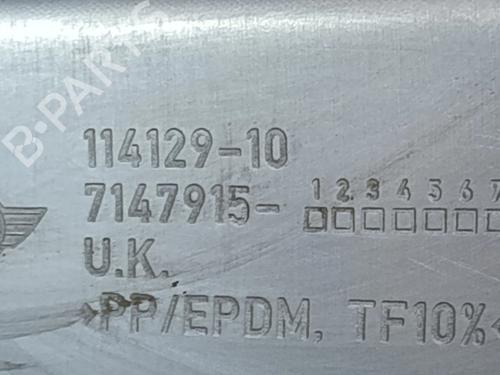 B-PARTS
114129-10
1 2 3 4 5 6 7
7147915-
U.K.
>PP/EPDM, TF10%<